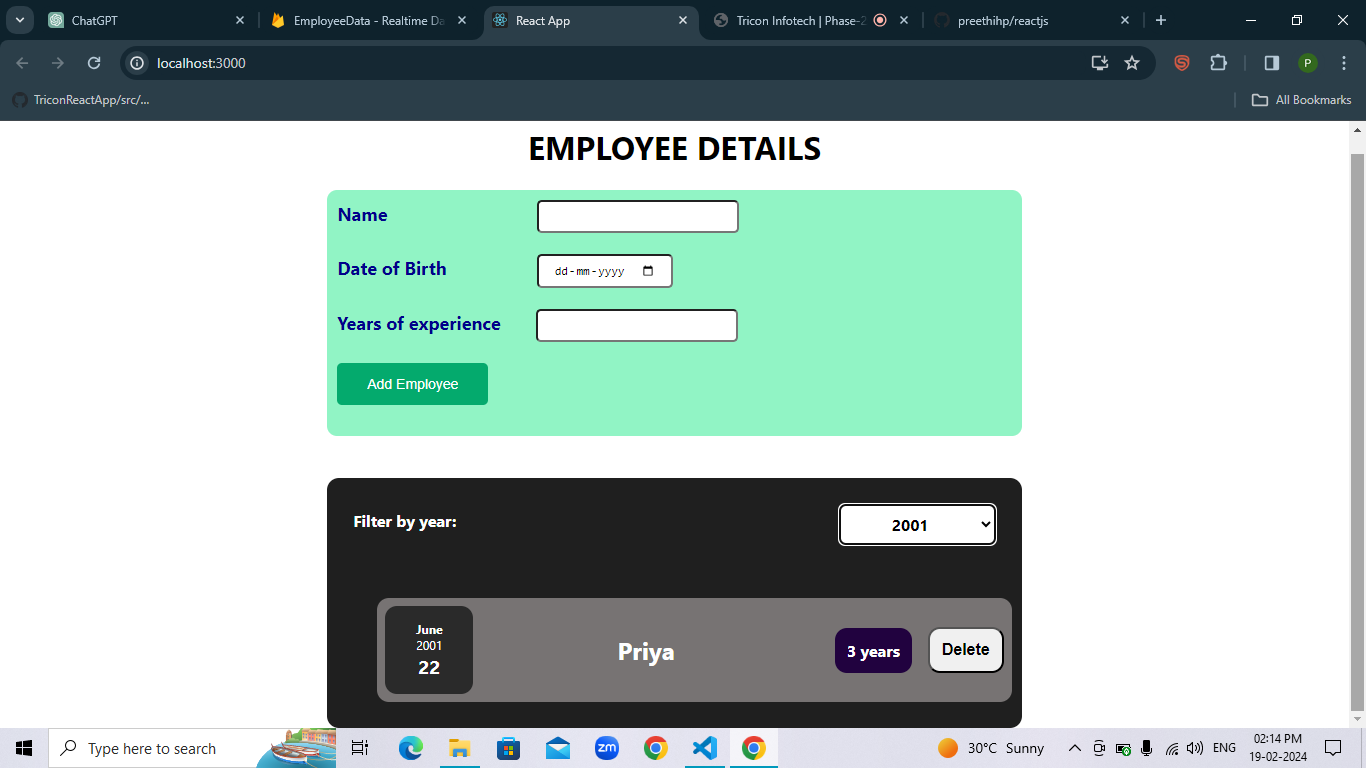 ChatGPT
EmployeeData - Realtime Da
React App
Tricon Infotech | Phase-2
preethihp/reactjs
localhost:3000
P
TriconReactApp/src/...
All Bookmarks
EMPLOYEE DETAILS
Name
Date of Birth
dd-mm-yyyy
Years of experience
Add Employee
Filter by year:
2001
June
2001
22
Priya
3 years
Delete
Type here to search
zm
30°C Sunny
ENG
02:14 PM
19-02-2024